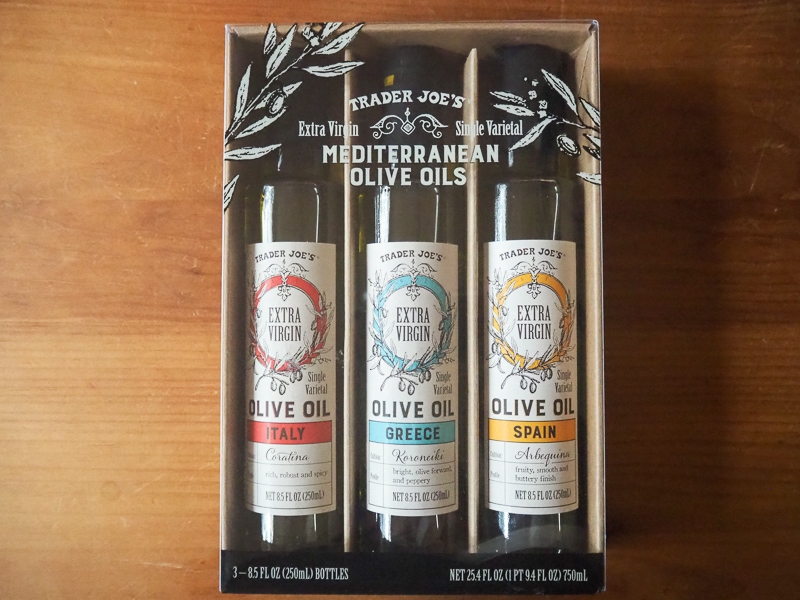 TRADER JOE'S
Extra Virgin Single Varietal
MEDITERRANEAN
OLIVE OILS
TRADER JOE'S
EXTRA
VIRGIN
Single
Varietal
OLIVE OIL
ITALY
Coratina
rich, robust and spicy
NET 8.5 FL OZ (250mL)
TRADER JOE'S
EXTRA
VIRGIN
Single
Varietal
OLIVE OIL
GREECE
Koroneiki
bright, olive forward,
and peppery
NET 8.5 FL OZ (250mL)
TRADER JOE'S
EXTRA
VIRGIN
Single
Varietal
OLIVE OIL
SPAIN
Arbequina
fruity, smooth and
buttery finish
NET 8.5 FL OZ (250mL)
3 – 8.5 FL OZ (250mL) BOTTLES
NET 25.4 FL OZ (1 PT 9.4 FL OZ) 750mL